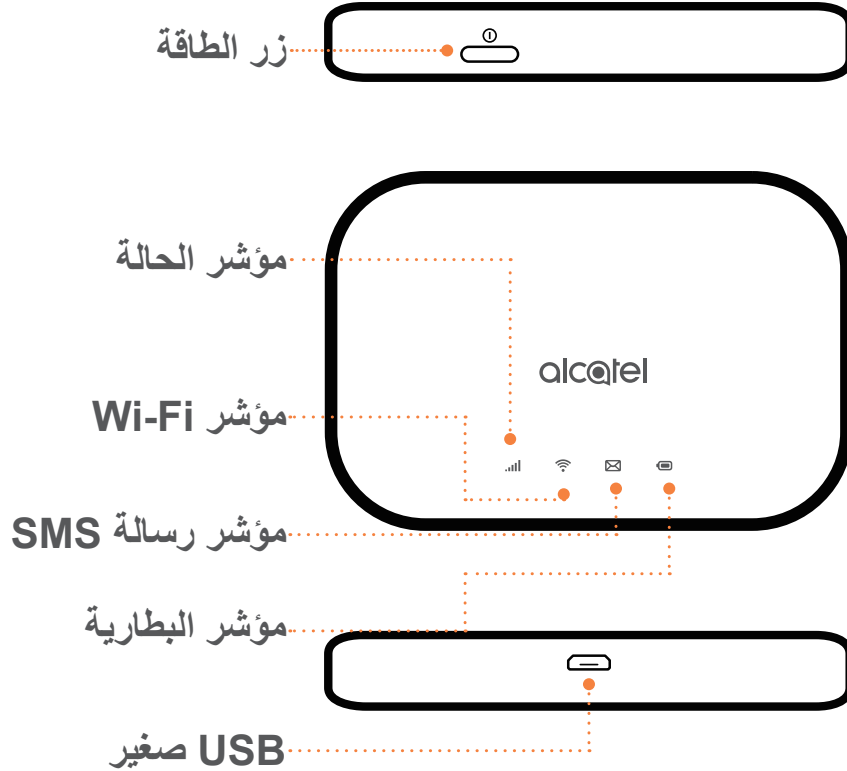 زر الطاقة
مؤشر الحالة
alcatel
مؤشر Wi-Fi
مؤشر رسالة SMS
مؤشر البطارية
USB صغير